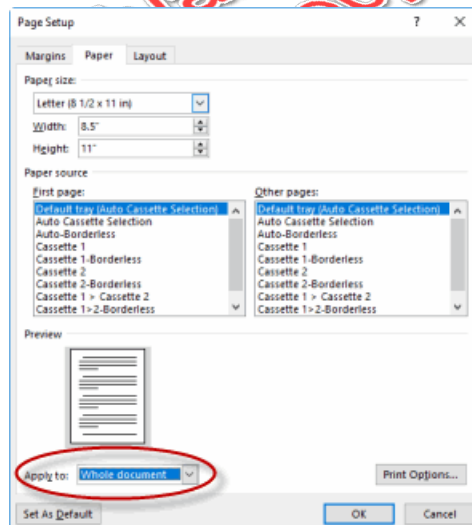 Page Setup ? ×
Margins Paper Layout
Paper size:
Letter (8 1/2 x 11 in)
Width: 8.5"
Height: 11"
Paper source
First page: Other pages:
Default tray (Auto Cassette Selection) Default tray (Auto Cassette Selection)
Auto Cassette Selection Auto Cassette Selection
Auto-Borderless Auto-Borderless
Cassette 1 Cassette 1
Cassette 1-Borderless Cassette 1-Borderless
Cassette 2 Cassette 2
Cassette 2-Borderless Cassette 2-Borderless
Cassette 1 > Cassette 2 Cassette 1 > Cassette 2
Cassette 1>2-Borderless Cassette 1>2-Borderless
Preview
Apply to: Whole document Print Options...
Set As Default OK Cancel